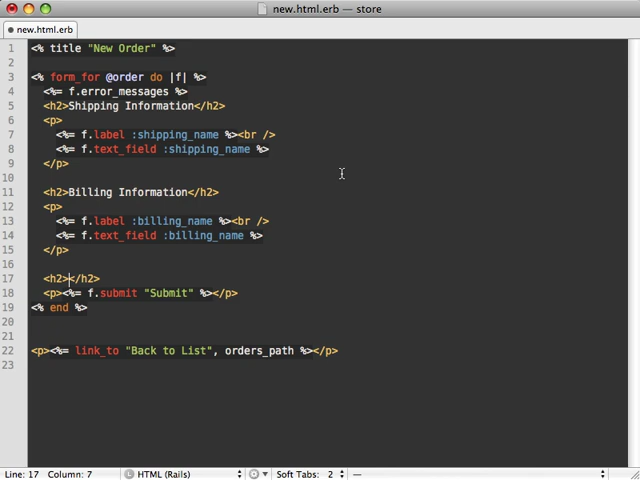 new.html.erb — store
new.html.erb
1 <% title "New Order" %>
2
3 <% form_for @order do |f| %>
4 <%= f.error_messages %>
5 <h2>Shipping Information</h2>
6 <p>
7 <%= f.label :shipping_name %><br />
8 <%= f.text_field :shipping_name %>
9 </p>
10
11 <h2>Billing Information</h2>
12 <p>
13 <%= f.label :billing_name %><br />
14 <%= f.text_field :billing_name %>
15 </p>
16
17 <h2></h2>
18 <p><%= f.submit "Submit" %></p>
19 <% end %>
20
21
22 <p><%= link_to "Back to List", orders_path %></p>
23
Line: 17 Column: 7 HTML (Rails) Soft Tabs: 2 —